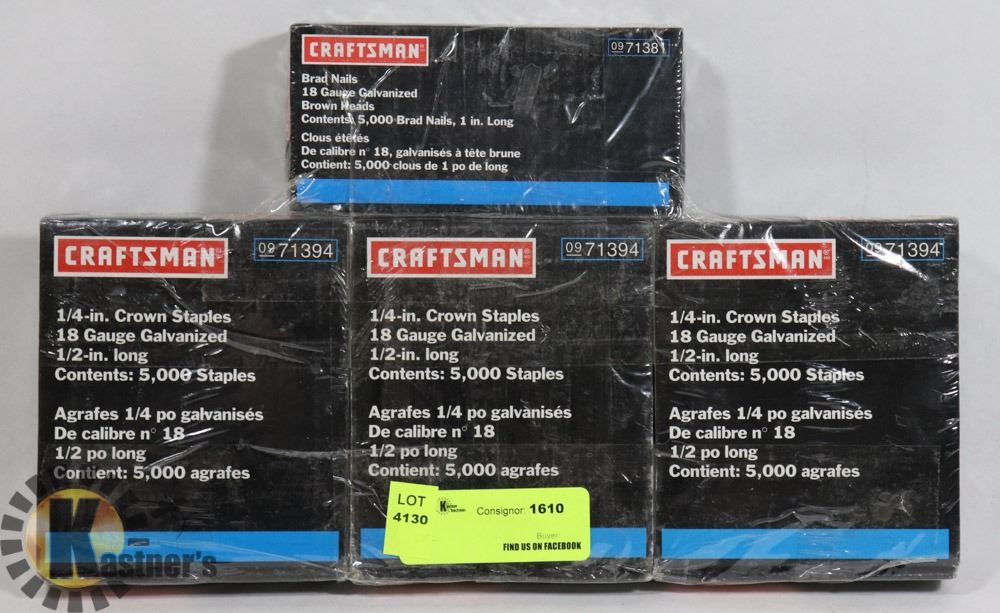 CRAFTSMAN
09 71381
Brad Nails
18 Gauge Galvanized
Brown Heads
Contents: 5,000 Brad Nails, 1 in. Long
Clous étêtés
De calibre n° 18, galvanisés à tête brune
Contient: 5,000 clous de 1 po de long
CRAFTSMAN
09 71394
1/4-in. Crown Staples
18 Gauge Galvanized
1/2-in. long
Contents: 5,000 Staples
Agrafes 1/4 po galvanisés
De calibre n° 18
1/2 po long
Contient: 5,000 agrafes
CRAFTSMAN
09 71394
1/4-in. Crown Staples
18 Gauge Galvanized
1/2-in. long
Contents: 5,000 Staples
Agrafes 1/4 po galvanisés
De calibre n° 18
1/2 po long
Contient: 5,000 agrafes
CRAFTSMAN
09 71394
1/4-in. Crown Staples
18 Gauge Galvanized
1/2-in. long
Contents: 5,000 Staples
Agrafes 1/4 po galvanisés
De calibre n° 18
1/2 po long
Contient: 5,000 agrafes
LOT
4130
Kastner Auctions
Consignor: 1610
Buyer:
FIND US ON FACEBOOK
Kastner's